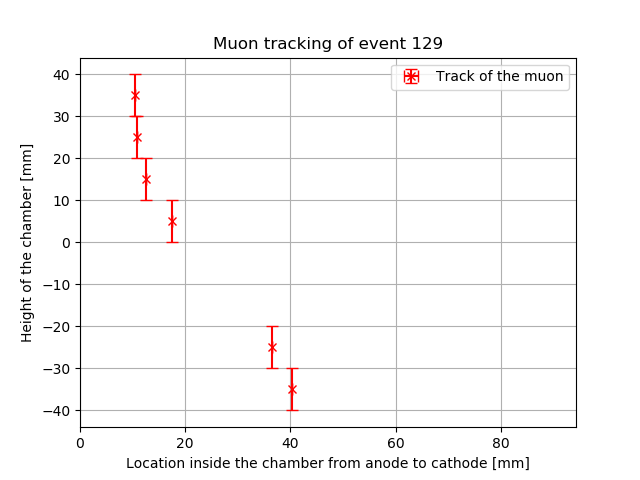 Muon tracking of event 129
Track of the muon
Height of the chamber [mm]
40
30
20
10
0
−10
−20
−30
−40
0 20 40 60 80
Location inside the chamber from anode to cathode [mm]